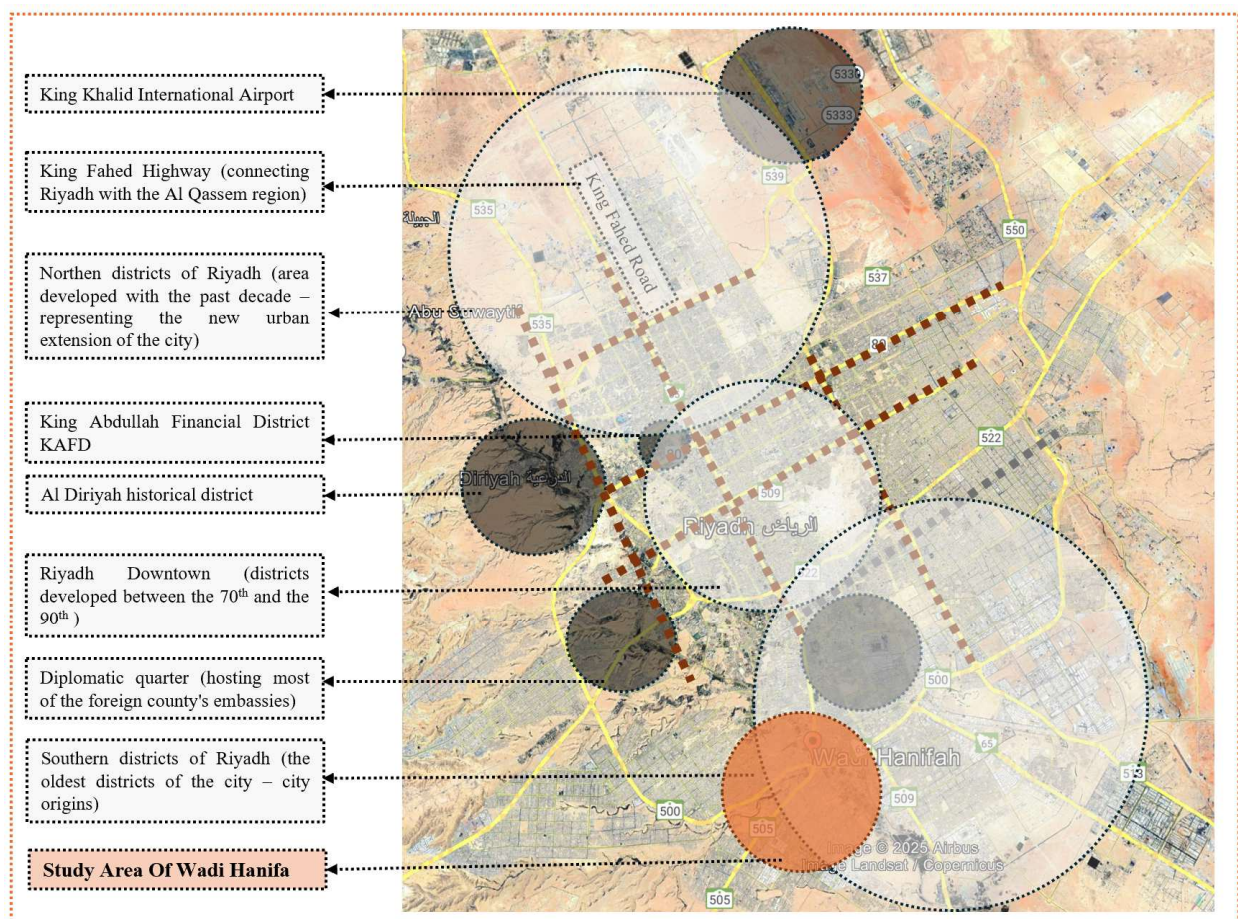 King Khalid International Airport
King Fahed Highway (connecting
Riyadh with the Al Qassem region)
Northen districts of Riyadh (area
developed with the past decade –
representing the new urban
extension of the city)
King Abdullah Financial District
KAFD
Al Diriyah historical district
Riyadh Downtown (districts
developed between the 70th and the
90th )
Diplomatic quarter (hosting most
of the foreign county's embassies)
Southern districts of Riyadh (the
oldest districts of the city – city
origins)
Study Area Of Wadi Hanifa
5330
5333
539
King Fahed Road
535
الجبيلة
550
537
Abu Suwaytif
535
80
522
80
Diriyah الدرعية
509
Riyadh الرياض
522
500
65
Wadi Hanifah
513
509
500
505
Image © 2025 Airbus
Image Landsat / Copernicus
505